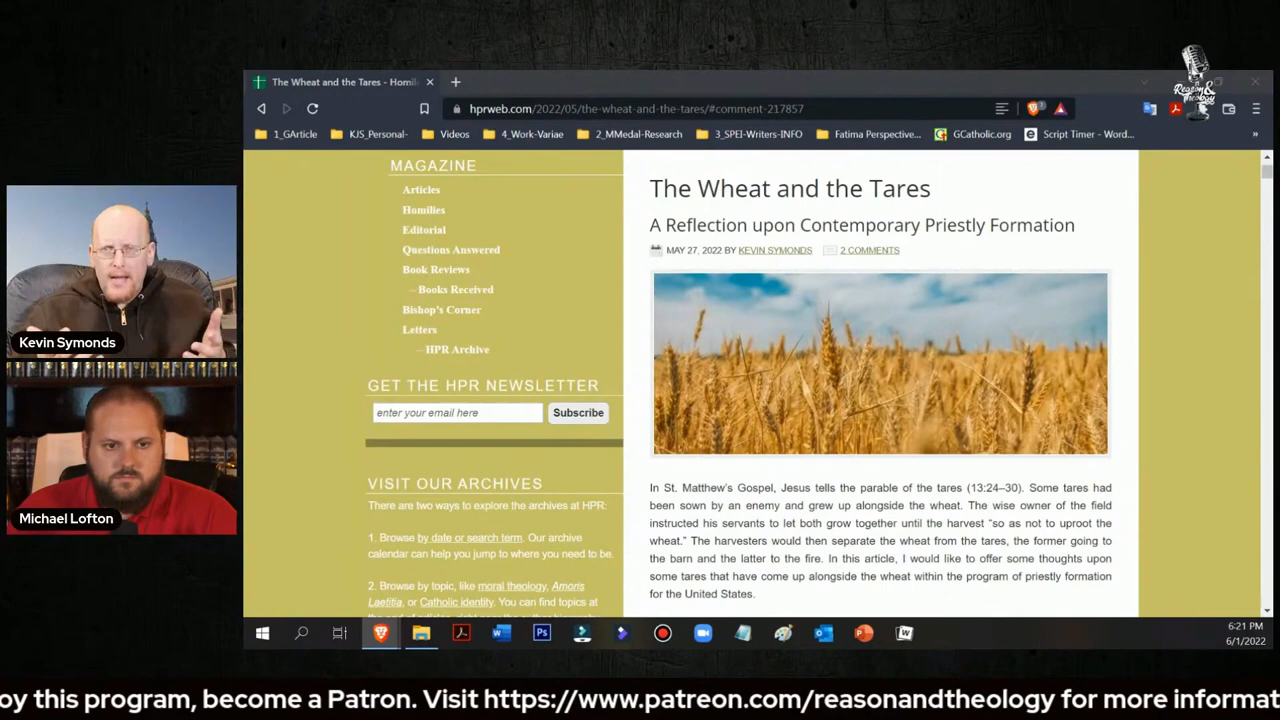 Reason&
Theology
The Wheat and the Tares - Homil
hprweb.com/2022/05/the-wheat-and-the-tares/#comment-217857
1_GArticle KJS_Personal- Videos 4_Work-Variae 2_MMedal-Research 3_SPEI-Writers-INFO Fatima Perspective... GCatholic.org Script Timer - Word... »
MAGAZINE
Articles
Homilies
Editorial
Questions Answered
Book Reviews
– Books Received
Bishop's Corner
Letters
– HPR Archive
GET THE HPR NEWSLETTER
enter your email here Subscribe
VISIT OUR ARCHIVES
There are two ways to explore the archives at HPR:
1. Browse by date or search term. Our archive
calendar can help you jump to where you need to be.
2. Browse by topic, like moral theology, Amoris
Laetitia, or Catholic identity. You can find topics at
The Wheat and the Tares
A Reflection upon Contemporary Priestly Formation
MAY 27, 2022 BY KEVIN SYMONDS 2 COMMENTS
In St. Matthew's Gospel, Jesus tells the parable of the tares (13:24–30). Some tares had
been sown by an enemy and grew up alongside the wheat. The wise owner of the field
instructed his servants to let both grow together until the harvest “so as not to uproot the
wheat.” The harvesters would then separate the wheat from the tares, the former going to
the barn and the latter to the fire. In this article, I would like to offer some thoughts upon
some tares that have come up alongside the wheat within the program of priestly formation
for the United States.
Kevin Symonds
Michael Lofton
6:21 PM
6/1/2022
oy this program, become a Patron. Visit https://www.patreon.com/reasonandtheology for more informat